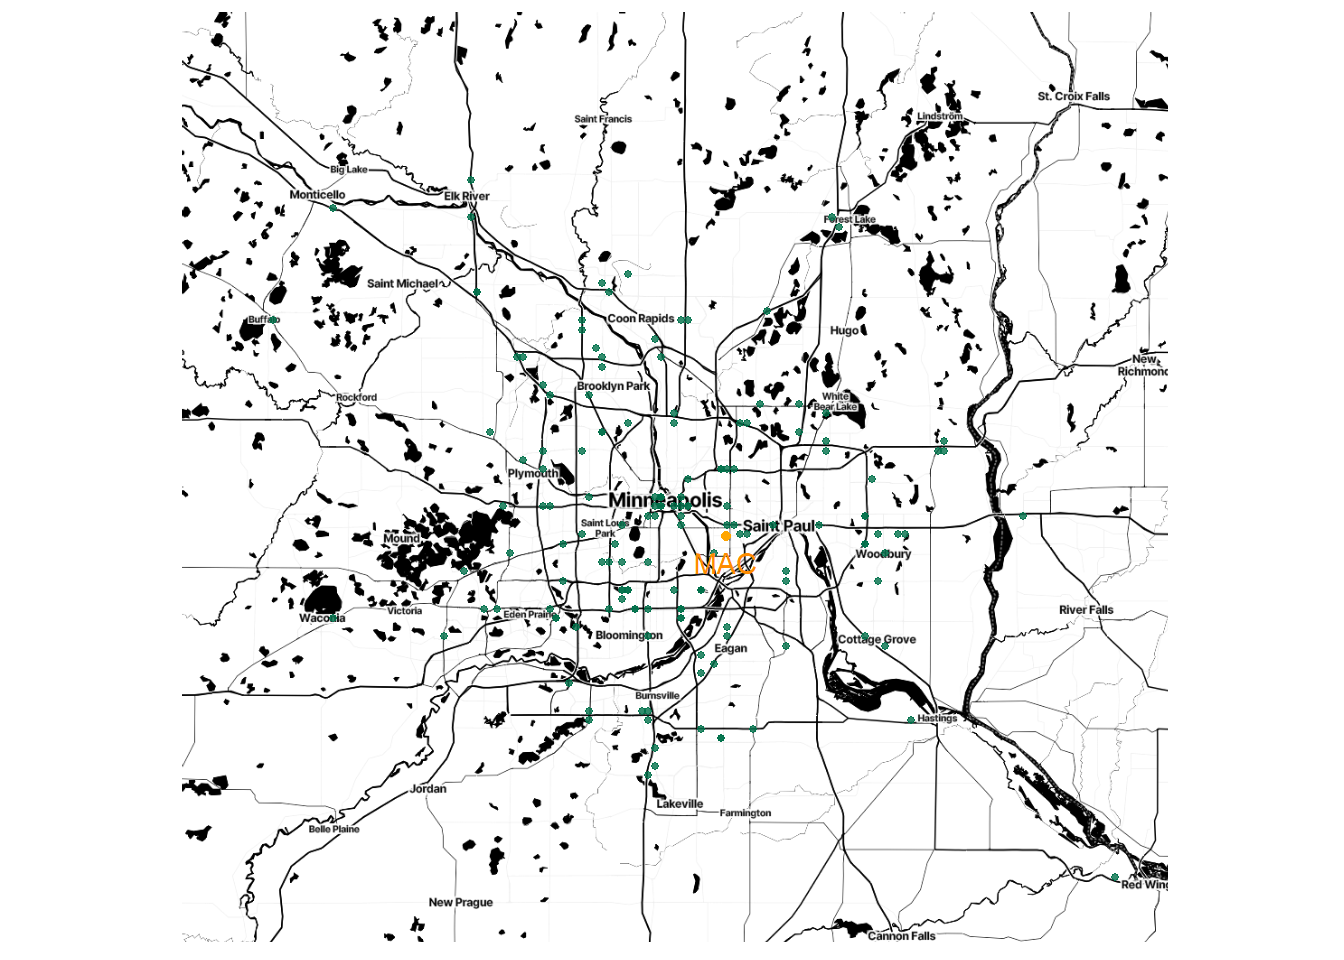 St. Croix Falls
Lindstrom
Saint Francis
Big Lake
Monticello
Elk River
Forest Lake
Saint Michael
Buffalo
Coon Rapids
Hugo
New
Richmond
Brooklyn Park
Rockford
White
Bear Lake
Plymouth
Minneapolis
Saint Louis
Park
Saint Paul
Mound
Woodbury
MAC
Waconia
Victoria
Eden Prairie
River Falls
Bloomington
Cottage Grove
Eagan
Burnsville
Hastings
Jordan
Lakeville
Farmington
Belle Plaine
Red Wing
New Prague
Cannon Falls